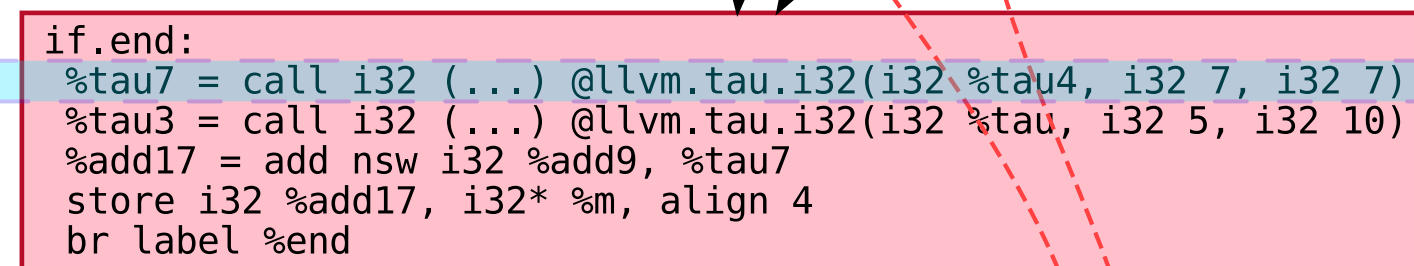 if.end:
%tau7 = call i32 (...) @llvm.tau.i32(i32 %tau4, i32 7, i32 7)
%tau3 = call i32 (...) @llvm.tau.i32(i32 %tau, i32 5, i32 10)
%add17 = add nsw i32 %add9, %tau7
store i32 %add17, i32* %m, align 4
br label %end